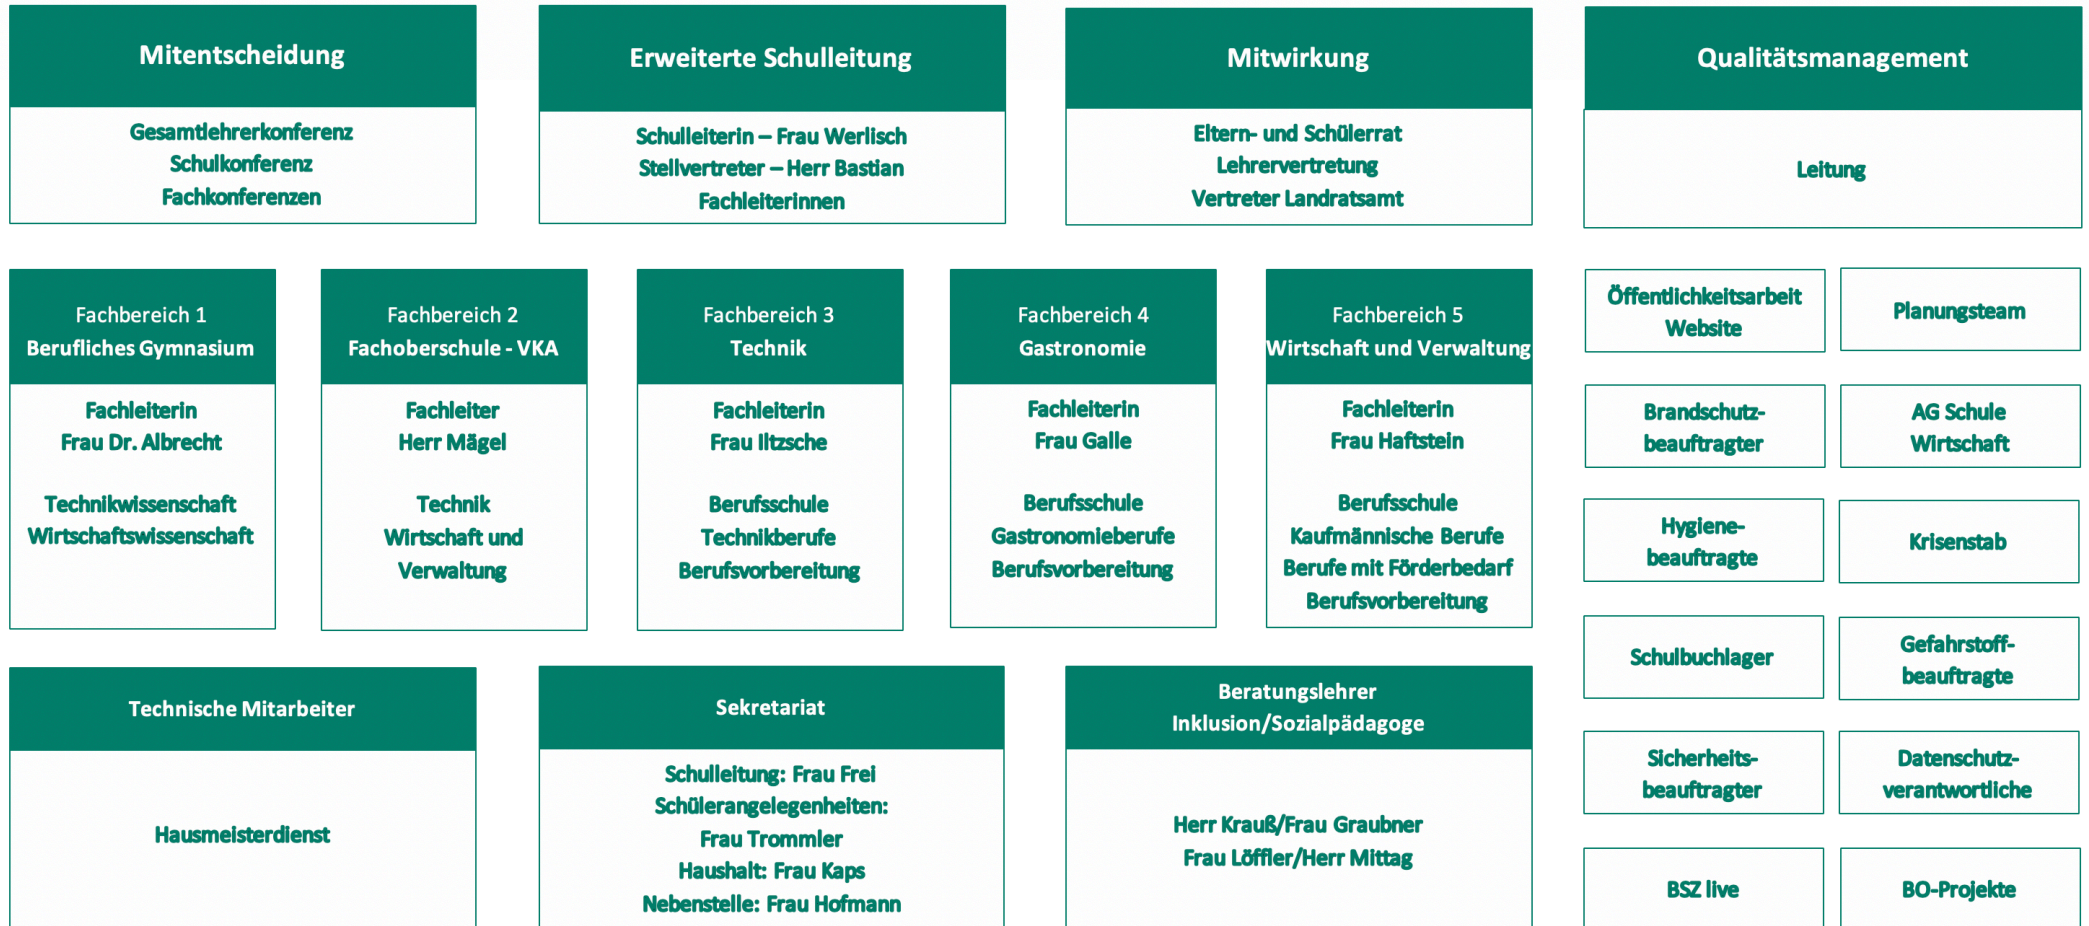 Mitentscheidung
Gesamtlehrerkonferenz
Schulkonferenz
Fachkonferenzen
Erweiterte Schulleitung
Schulleiterin – Frau Werlisch
Stellvertreter – Herr Bastian
Fachleiterinnen
Mitwirkung
Eltern- und Schülerrat
Lehrervertretung
Vertreter Landratsamt
Qualitätsmanagement
Leitung
Fachbereich 1
Berufliches Gymnasium
Fachleiterin
Frau Dr. Albrecht
Technikwissenschaft
Wirtschaftswissenschaft
Fachbereich 2
Fachoberschule - VKA
Fachleiter
Herr Mägel
Technik
Wirtschaft und
Verwaltung
Fachbereich 3
Technik
Fachleiterin
Frau Iltzsche
Berufsschule
Technikberufe
Berufsvorbereitung
Fachbereich 4
Gastronomie
Fachleiterin
Frau Galle
Berufsschule
Gastronomieberufe
Berufsvorbereitung
Fachbereich 5
Wirtschaft und Verwaltung
Fachleiterin
Frau Haftstein
Berufsschule
Kaufmännische Berufe
Berufe mit Förderbedarf
Berufsvorbereitung
Öffentlichkeitsarbeit
Website
Planungsteam
Brandschutz-
beauftragter
AG Schule
Wirtschaft
Hygiene-
beauftragte
Krisenstab
Schulbuchlager
Gefahrstoff-
beauftragte
Sicherheits-
beauftragter
Datenschutz-
verantwortliche
BSZ live
BO-Projekte
Technische Mitarbeiter
Hausmeisterdienst
Sekretariat
Schulleitung: Frau Frei
Schülerangelegenheiten:
Frau Trommler
Haushalt: Frau Kaps
Nebenstelle: Frau Hofmann
Beratungslehrer
Inklusion/Sozialpädagoge
Herr Krauß/Frau Graubner
Frau Löffler/Herr Mittag